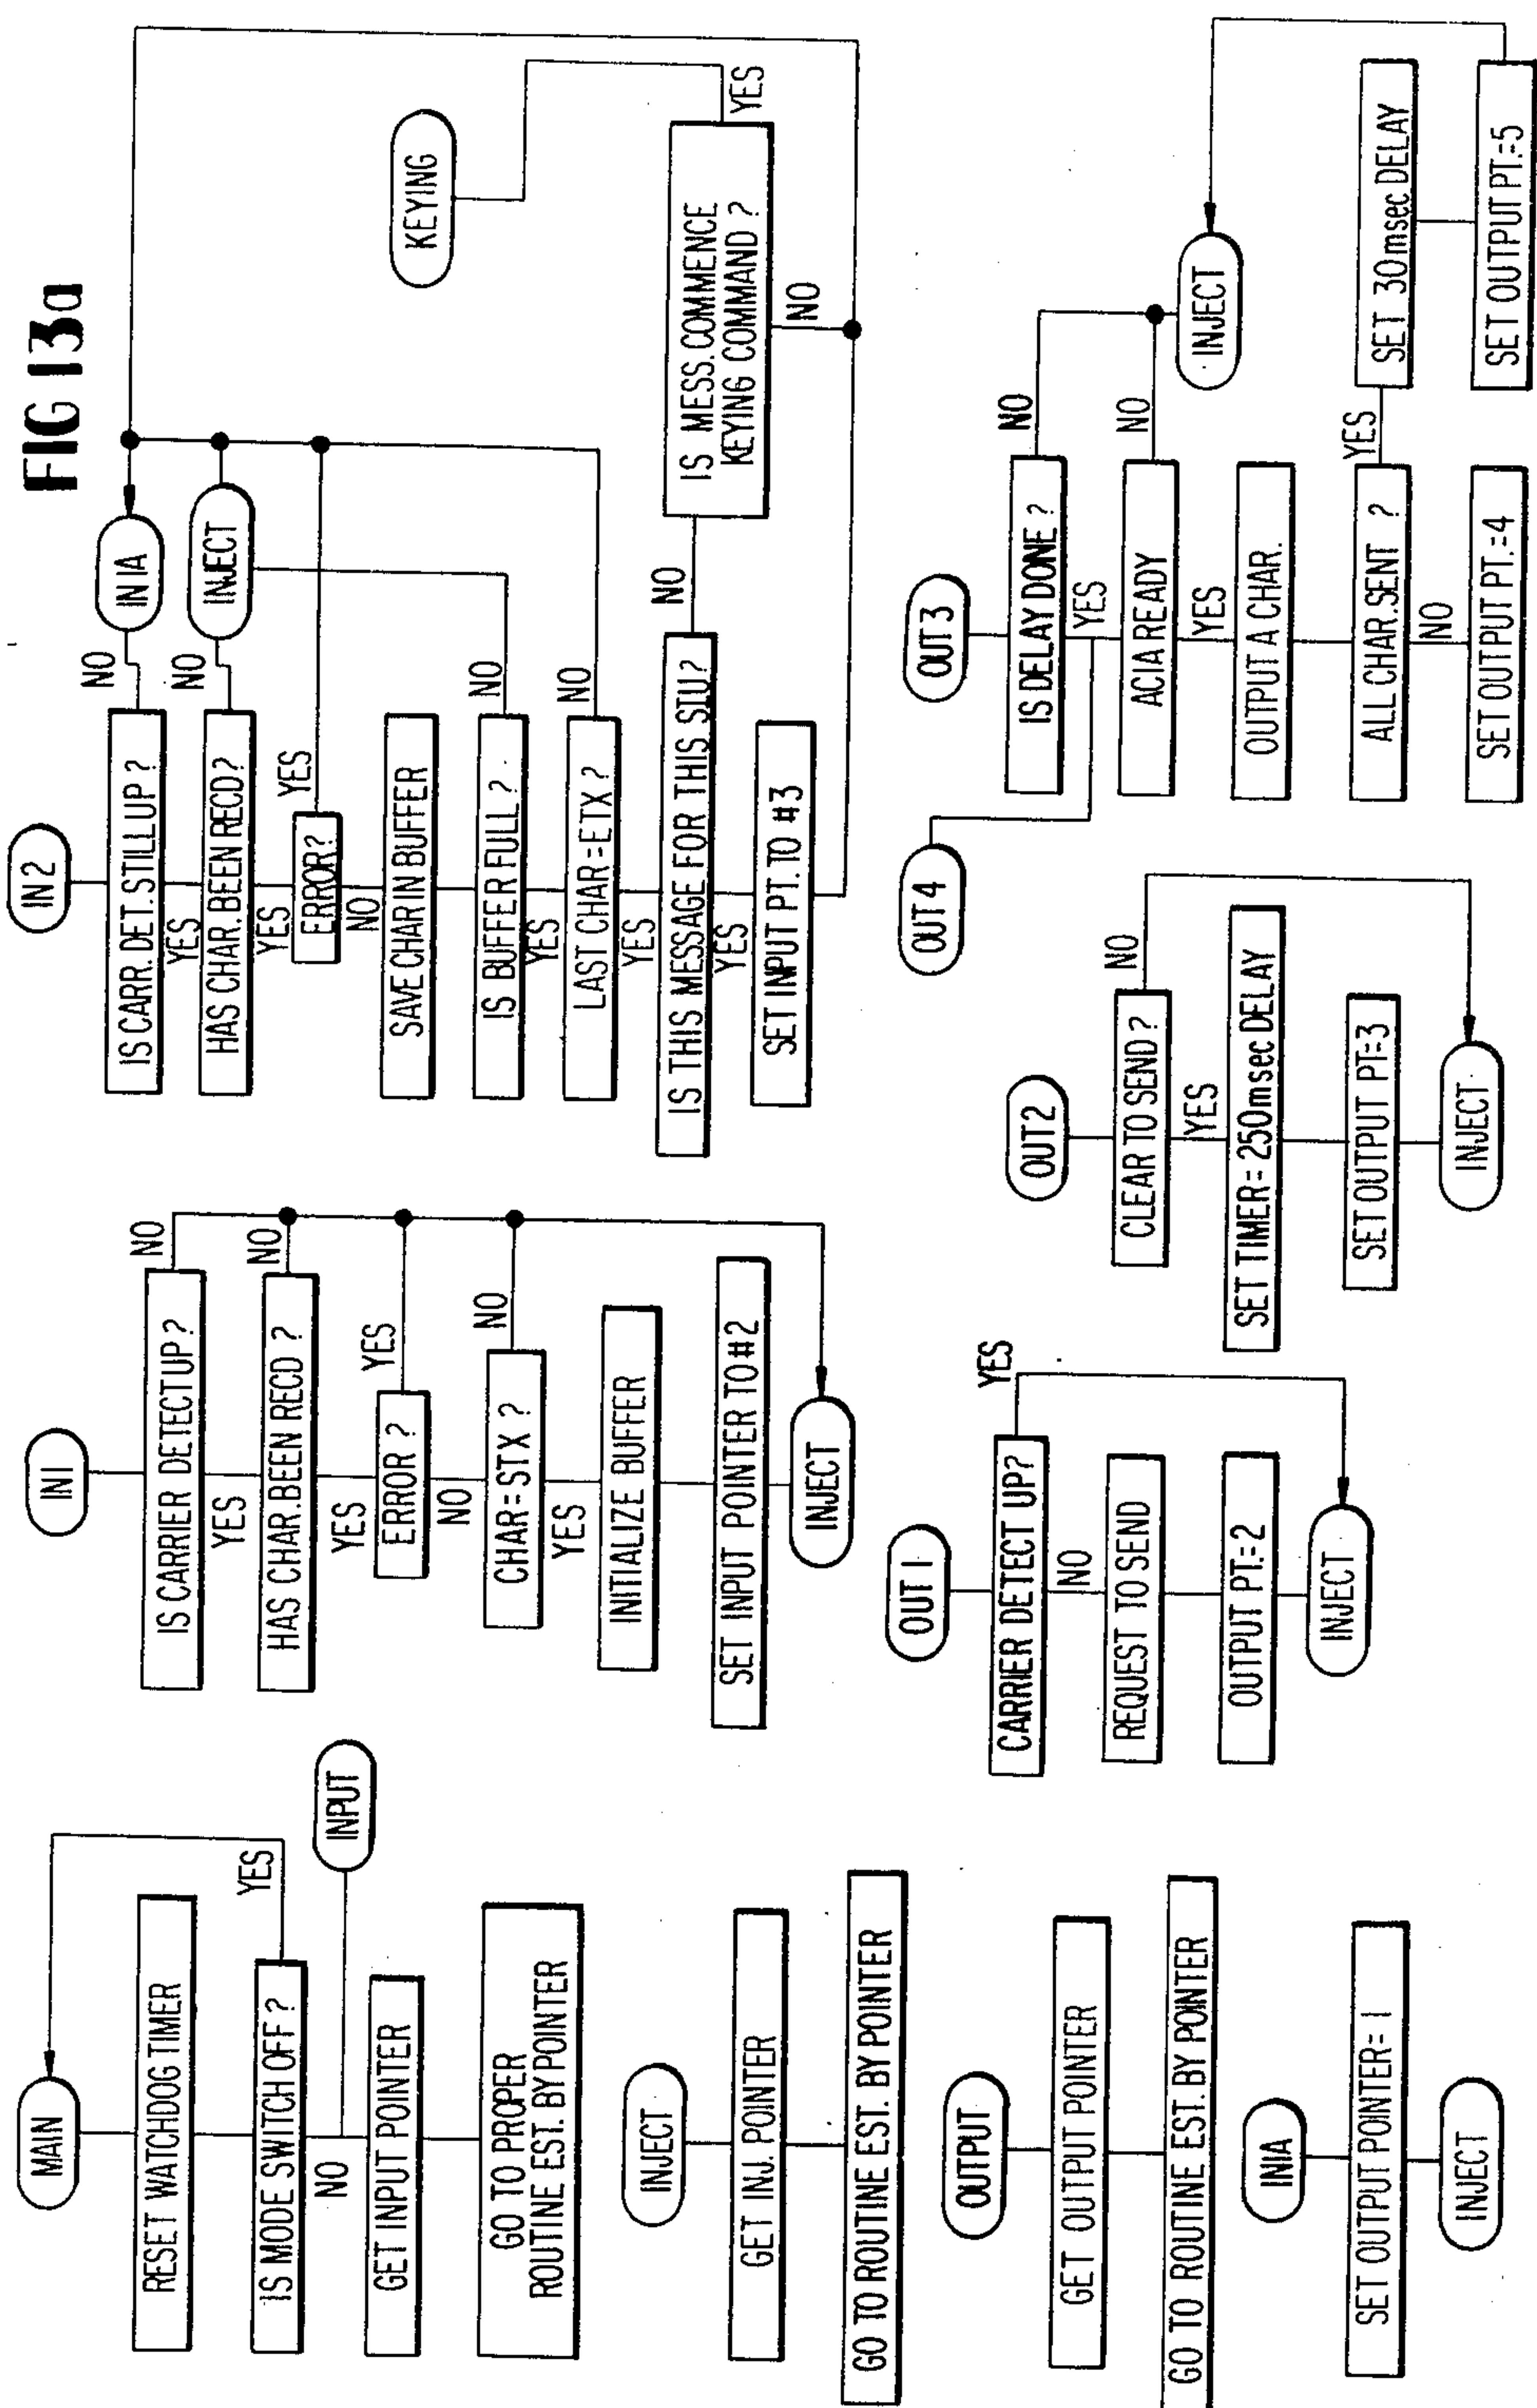 FIG 13a
MAIN
RESET WATCHDOG TIMER
IS MODE SWITCH OFF?
YES
NO
INPUT
GET INPUT POINTER
GO TO PROPER
ROUTINE EST. BY POINTER
INJECT
GET INJ. POINTER
GO TO ROUTINE EST. BY POINTER
OUTPUT
GET OUTPUT POINTER
GO TO ROUTINE EST. BY POINTER
INIA
SET OUTPUT POINTER= 1
INJECT
IN1
IS CARRIER DETECT UP?
NO
YES
HAS CHAR. BEEN RECD ?
NO
YES
ERROR ?
YES
NO
CHAR= STX ?
NO
YES
INITIALIZE BUFFER
SET INPUT POINTER TO #2
INJECT
OUT 1
CARRIER DETECT UP?
YES
NO
REQUEST TO SEND
OUTPUT PT.=2
INJECT
IN 2
IS CARR. DET. STILL UP ?
NO
IN 1A
YES
HAS CHAR. BEEN RECD?
NO
INJECT
YES
ERROR?
YES
NO
SAVE CHAR IN BUFFER
IS BUFFER FULL ?
NO
YES
LAST CHAR = ETX ?
NO
YES
IS THIS MESSAGE FOR THIS STU?
NO
YES
IS MESS. COMMENCE
KEYING COMMAND ?
YES
KEYING
NO
SET INPUT PT. TO #3
OUT2
CLEAR TO SEND ?
NO
YES
SET TIMER= 250msec DELAY
SET OUTPUT PT=3
INJECT
OUT 3
OUT 4
IS DELAY DONE ?
NO
YES
ACIA READY
NO
YES
INJECT
OUTPUT A CHAR.
ALL CHAR. SENT ?
YES
NO
SET 30msec DELAY
SET OUTPUT PT.=4
SET OUTPUT PT.=5